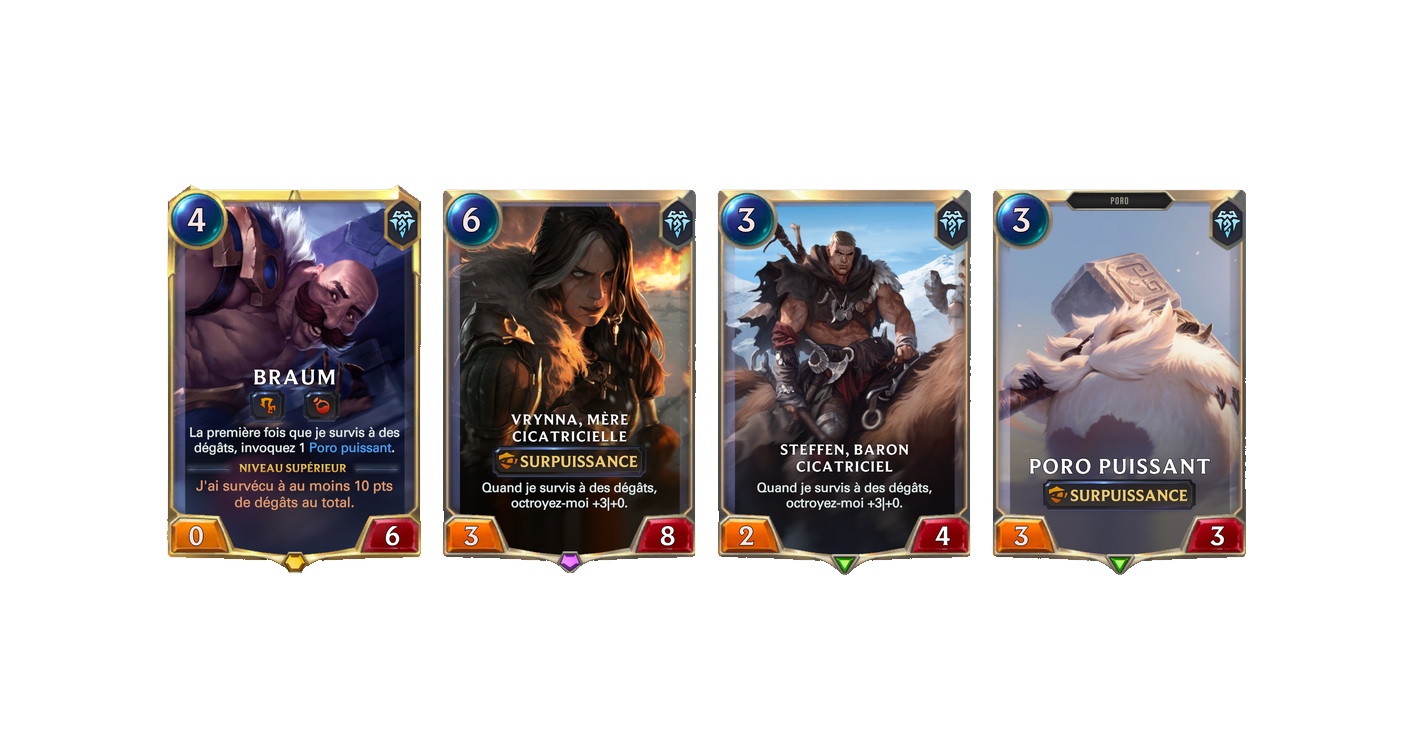 4
BRAUM
La première fois que je survis à des
dégâts, invoquez 1 Poro puissant.
NIVEAU SUPÉRIEUR
J'ai survécu à au moins 10 pts
de dégâts au total.
0
6
6
VRYNNA, MÈRE
CICATRICIELLE
SURPUISSANCE
Quand je survis à des dégâts,
octroyez-moi +3|+0.
3
8
3
STEFFEN, BARON
CICATRICIEL
Quand je survis à des dégâts,
octroyez-moi +3|+0.
2
4
3
PORO
PORO PUISSANT
SURPUISSANCE
3
3